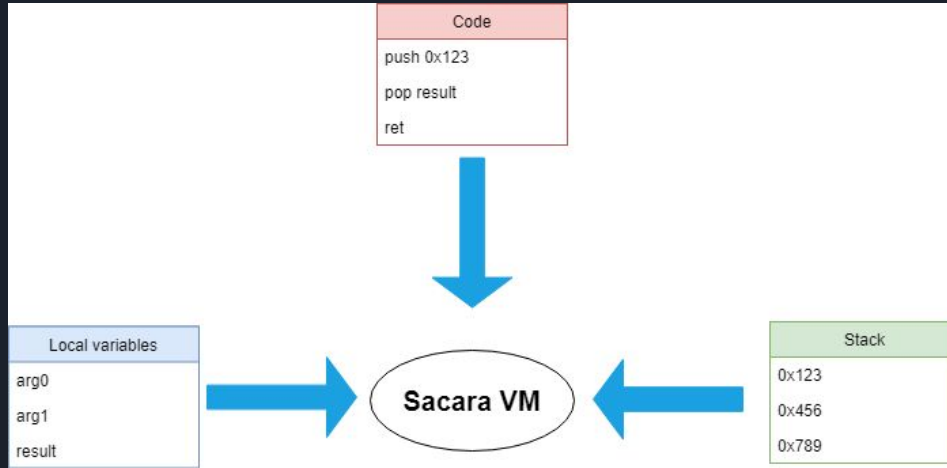 Code
push 0x123
pop result
ret
Local variables
arg0
arg1
result
Sacara VM
Stack
0x123
0x456
0x789